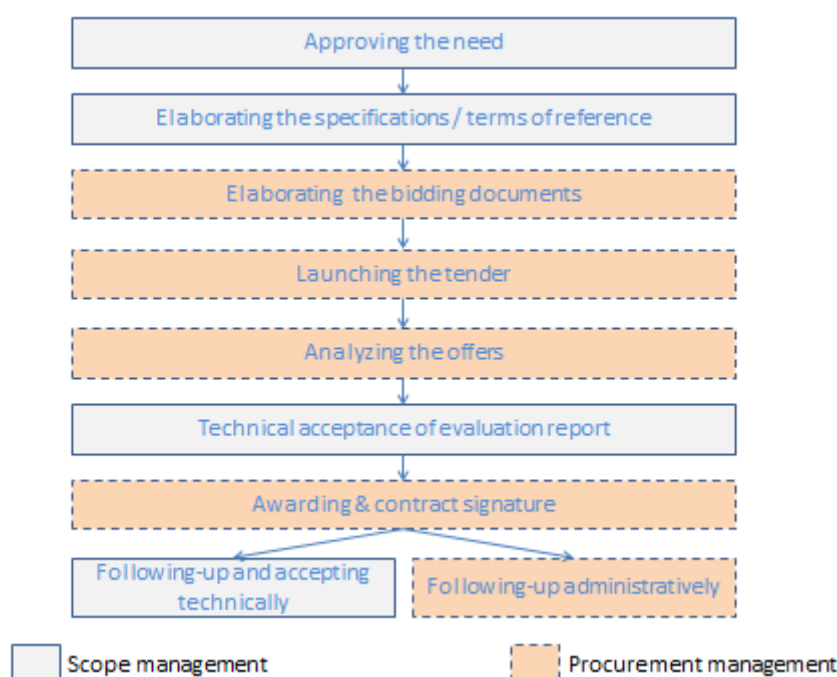 Approving the need
Elaborating the specifications / terms of reference
Elaborating the bidding documents
Launching the tender
Analyzing the offers
Technical acceptance of evaluation report
Awarding & contract signature
Following-up and accepting
technically
Following-up administratively
Scope management
Procurement management